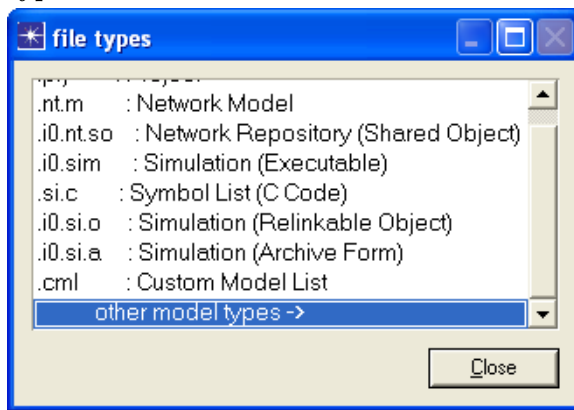 file types
.nt.m : Network Model
.i0.nt.so : Network Repository (Shared Object)
.i0.sim : Simulation (Executable)
.si.c : Symbol List (C Code)
.i0.si.o : Simulation (Relinkable Object)
.i0.si.a : Simulation (Archive Form)
.cml : Custom Model List
other model types ->
Close